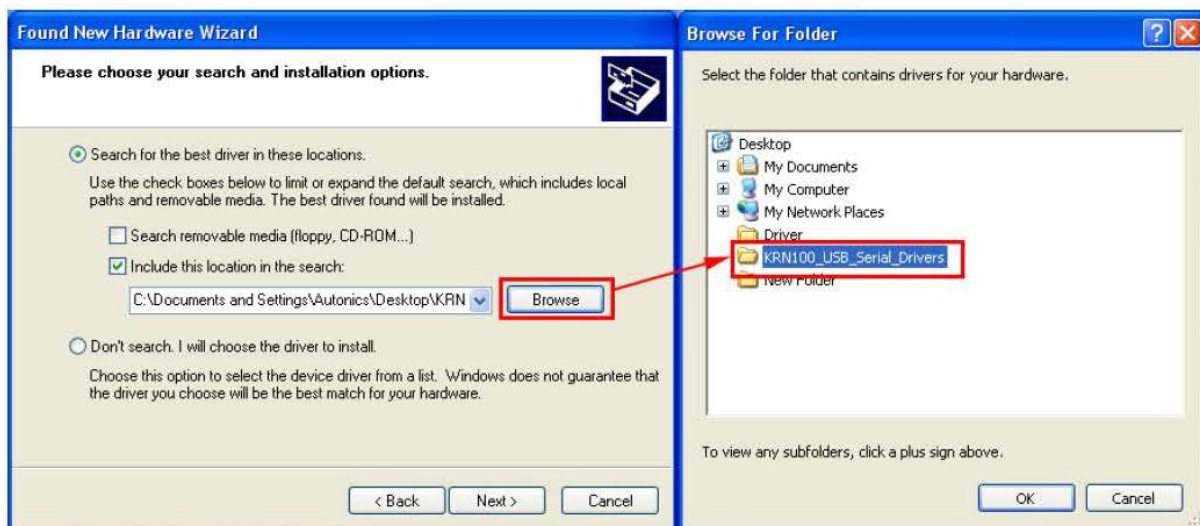 Found New Hardware Wizard
Please choose your search and installation options.
Search for the best driver in these locations.
Use the check boxes below to limit or expand the default search, which includes local
paths and removable media. The best driver found will be installed.
Search removable media (floppy, CD-ROM...)
Include this location in the search:
C:\Documents and Settings\Autonics\Desktop\KRN
Browse
Don't search. I will choose the driver to install.
Choose this option to select the device driver from a list. Windows does not guarantee that
the driver you choose will be the best match for your hardware.
< Back
Next >
Cancel
Browse For Folder
Select the folder that contains drivers for your hardware.
Desktop
My Documents
My Computer
My Network Places
Driver
KRN100_USB_Serial_Drivers
New Folder
To view any subfolders, click a plus sign above.
OK
Cancel